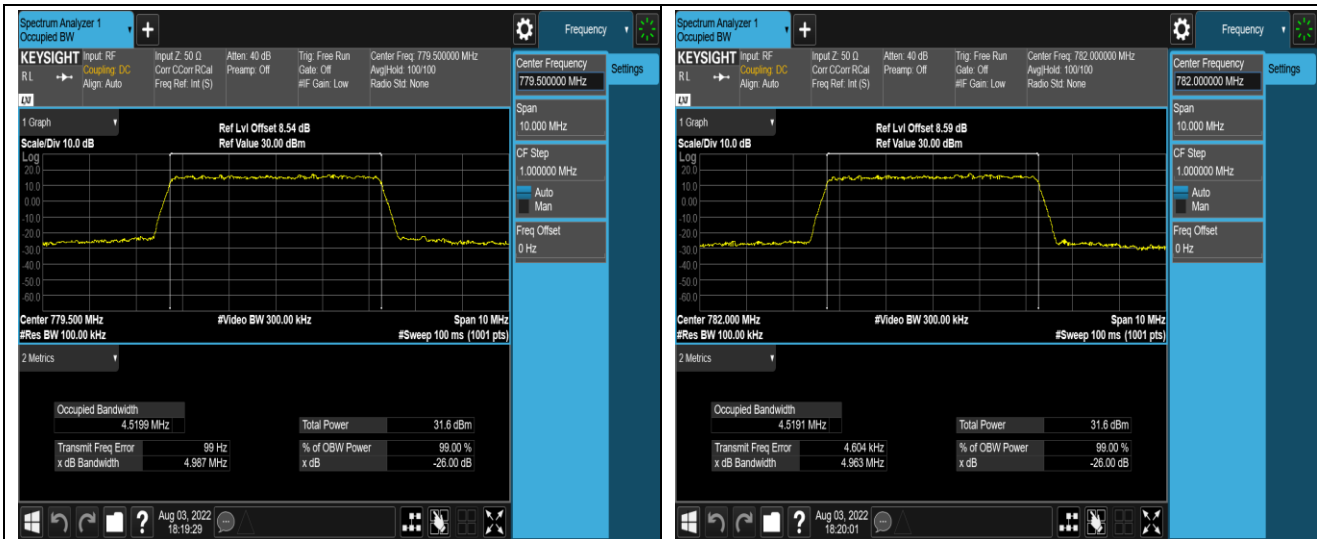 Spectrum Analyzer 1
Occupied BW
+
Frequency
KEYSIGHT Input: RF Input Z: 50 Ω Atten: 40 dB Trig: Free Run Center Freq: 779.500000 MHz
RL Coupling: DC Corr CCorr RCal Preamp: Off Gate: Off Avg|Hold: 100/100
Align: Auto Freq Ref: Int (S) #IF Gain: Low Radio Std: None
LXI
Center Frequency
779.500000 MHz
Settings
Span
10.000 MHz
CF Step
1.000000 MHz
Auto
Man
Freq Offset
0 Hz
1 Graph
Ref Lvl Offset 8.54 dB
Scale/Div 10.0 dB Ref Value 30.00 dBm
Log
20.0
10.0
0.00
-10.0
-20.0
-30.0
-40.0
-50.0
-60.0
Center 779.500 MHz #Video BW 300.00 kHz Span 10 MHz
#Res BW 100.00 kHz #Sweep 100 ms (1001 pts)
2 Metrics
Occupied Bandwidth
4.5199 MHz Total Power 31.6 dBm
Transmit Freq Error 99 Hz % of OBW Power 99.00 %
x dB Bandwidth 4.987 MHz x dB -26.00 dB
? Aug 03, 2022
18:19:29
Spectrum Analyzer 1
Occupied BW
+
Frequency
KEYSIGHT Input: RF Input Z: 50 Ω Atten: 40 dB Trig: Free Run Center Freq: 782.000000 MHz
RL Coupling: DC Corr CCorr RCal Preamp: Off Gate: Off Avg|Hold: 100/100
Align: Auto Freq Ref: Int (S) #IF Gain: Low Radio Std: None
LXI
Center Frequency
782.000000 MHz
Settings
Span
10.000 MHz
CF Step
1.000000 MHz
Auto
Man
Freq Offset
0 Hz
1 Graph
Ref Lvl Offset 8.59 dB
Scale/Div 10.0 dB Ref Value 30.00 dBm
Log
20.0
10.0
0.00
-10.0
-20.0
-30.0
-40.0
-50.0
-60.0
Center 782.000 MHz #Video BW 300.00 kHz Span 10 MHz
#Res BW 100.00 kHz #Sweep 100 ms (1001 pts)
2 Metrics
Occupied Bandwidth
4.5191 MHz Total Power 31.6 dBm
Transmit Freq Error 4.604 kHz % of OBW Power 99.00 %
x dB Bandwidth 4.963 MHz x dB -26.00 dB
? Aug 03, 2022
18:20:01